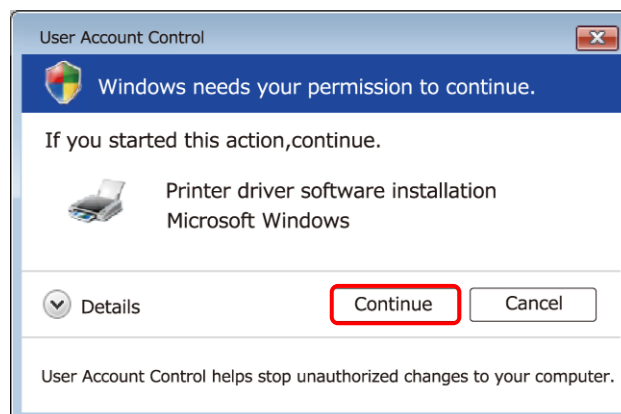 User Account Control
Windows needs your permission to continue.
If you started this action,continue.
Printer driver software installation
Microsoft Windows
Details
Continue
Cancel
User Account Control helps stop unauthorized changes to your computer.